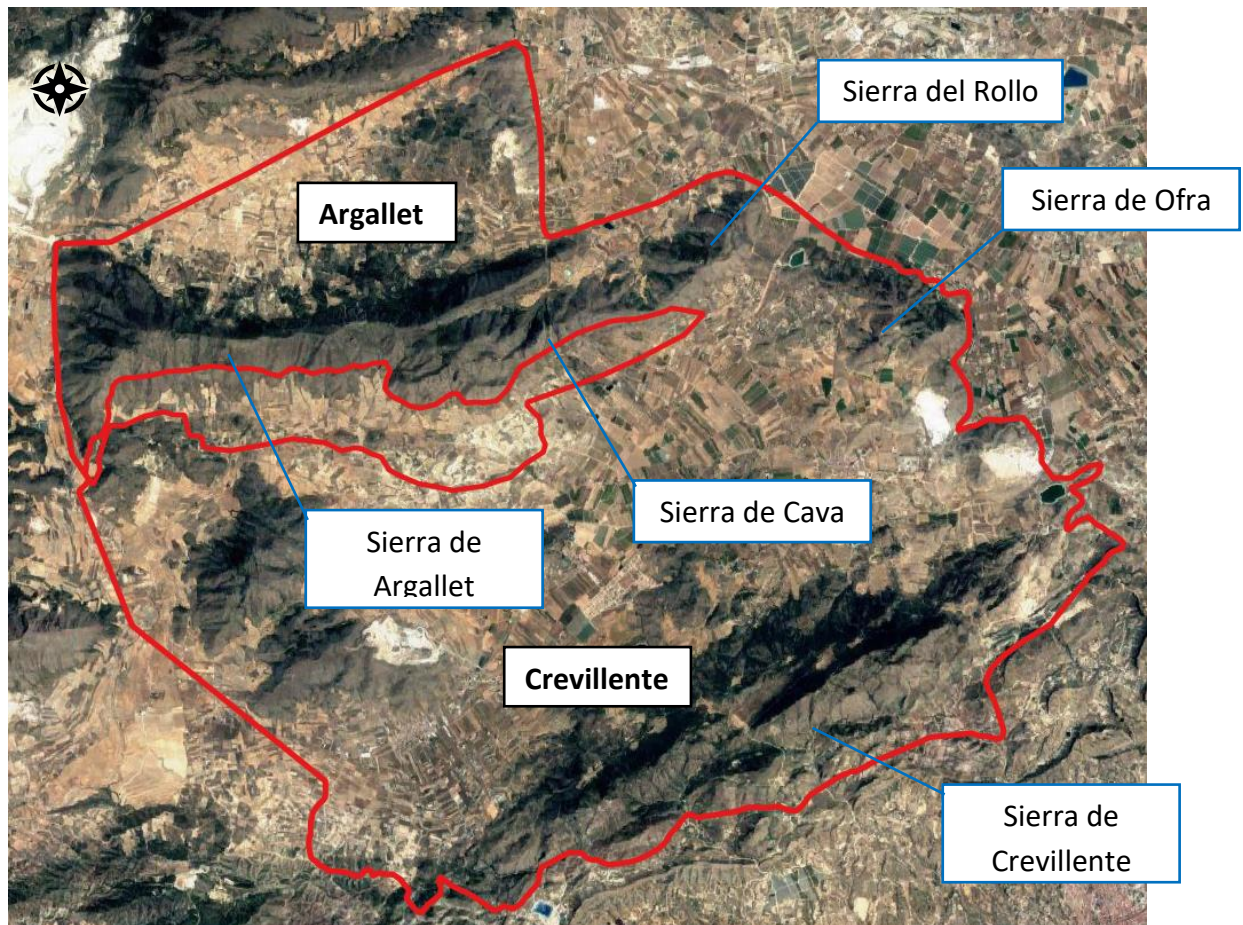 Sierra del Rollo
Sierra de Ofra
Argallet
Sierra de Cava
Sierra de
Argallet
Crevillente
Sierra de
Crevillente